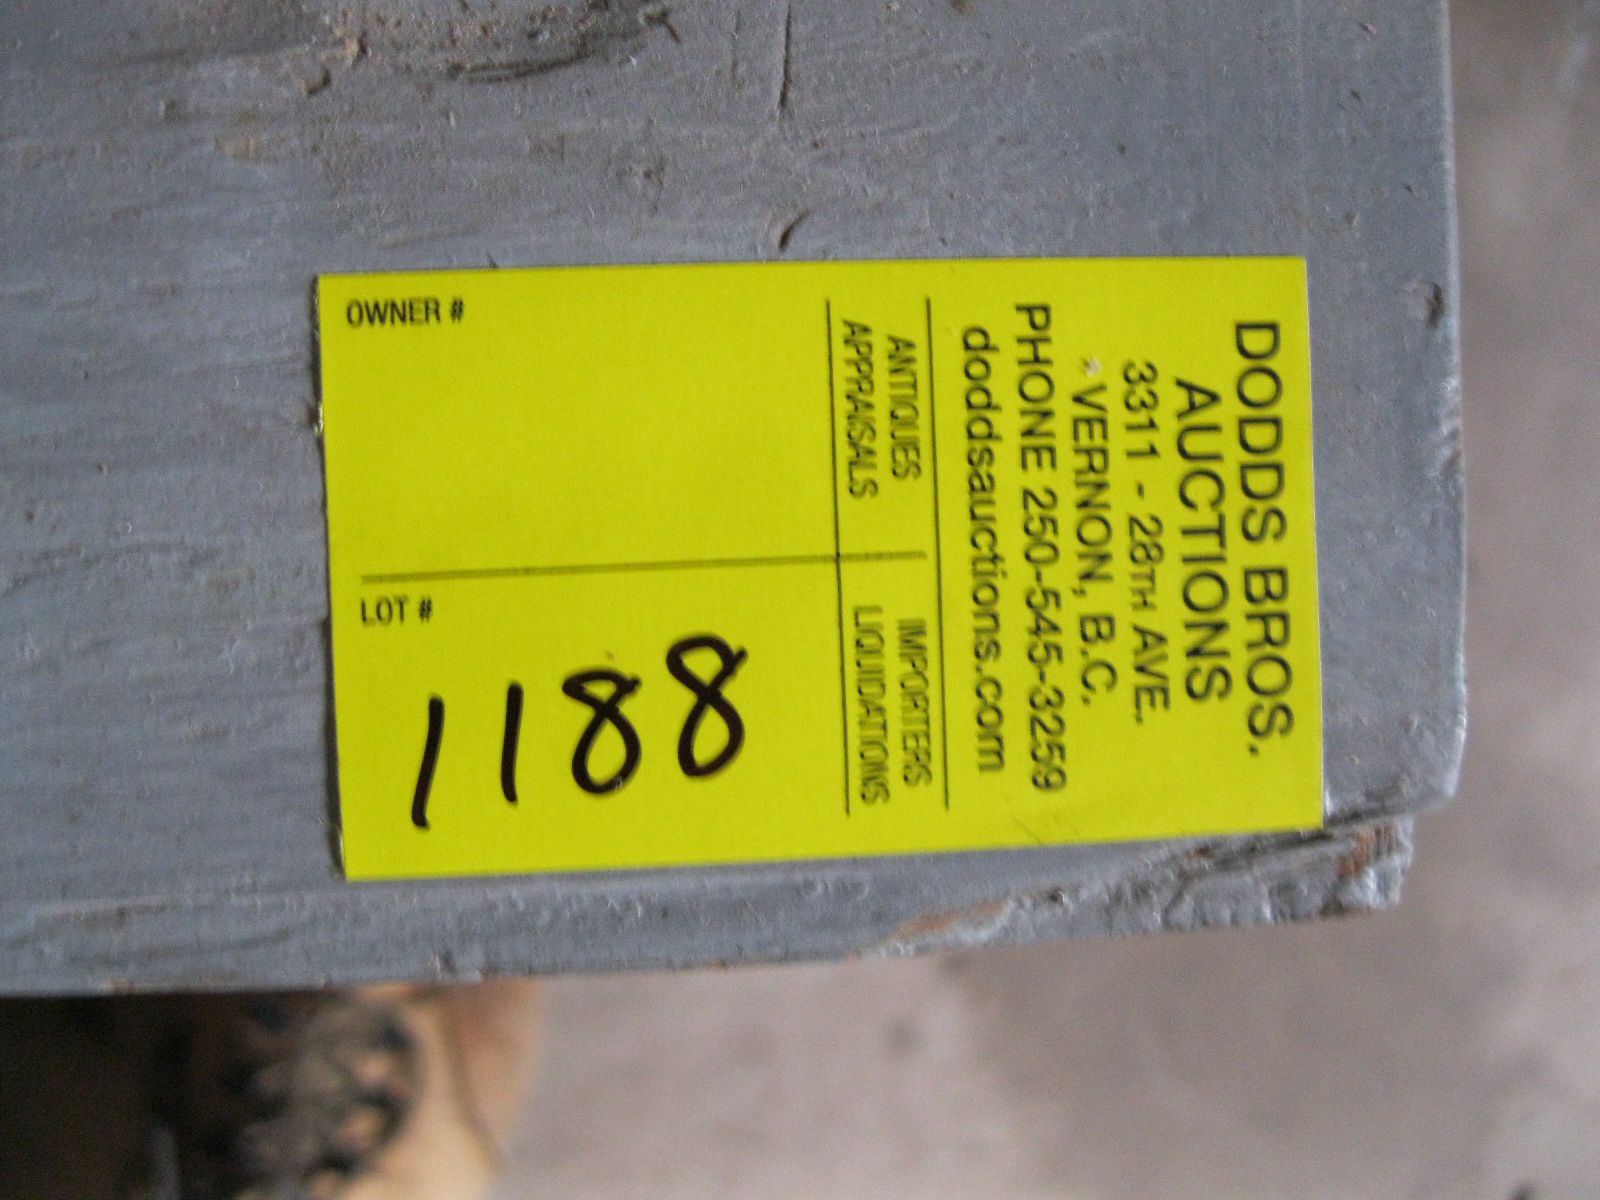 DODDS BROS.
AUCTIONS
3311 - 28TH AVE.
VERNON, B.C.
PHONE 250-545-3259
doddsauctions.com
ANTIQUES IMPORTERS
APPRAISALS LIQUIDATIONS
OWNER # LOT #
1188